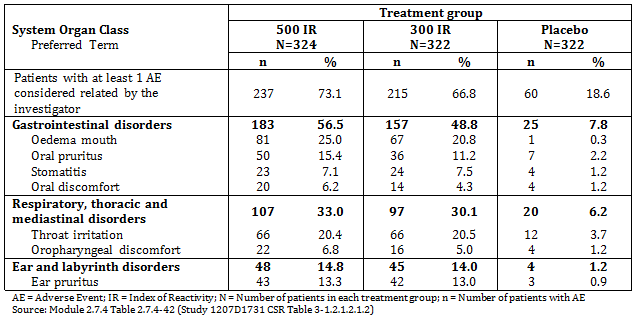 Treatment group
System Organ Class
Preferred Term
500 IR
N=324
300 IR
N=322
Placebo
N=322
n % n % n %
Patients with at least 1 AE
considered related by the
investigator
237 73.1 215 66.8 60 18.6
Gastrointestinal disorders 183 56.5 157 48.8 25 7.8
Oedema mouth 81 25.0 67 20.8 1 0.3
Oral pruritus 50 15.4 36 11.2 7 2.2
Stomatitis 23 7.1 24 7.5 4 1.2
Oral discomfort 20 6.2 14 4.3 4 1.2
Respiratory, thoracic and
mediastinal disorders 107 33.0 97 30.1 20 6.2
Throat irritation 66 20.4 66 20.5 12 3.7
Oropharyngeal discomfort 22 6.8 16 5.0 4 1.2
Ear and labyrinth disorders 48 14.8 45 14.0 4 1.2
Ear pruritus 43 13.3 42 13.0 3 0.9
AE = Adverse Event; IR = Index of Reactivity; N = Number of patients in each treatment group; n = Number of patients with AE
Source: Module 2.7.4 Table 2.7.4-42 (Study 1207D1731 CSR Table 3-1.2.1.2.1.2)